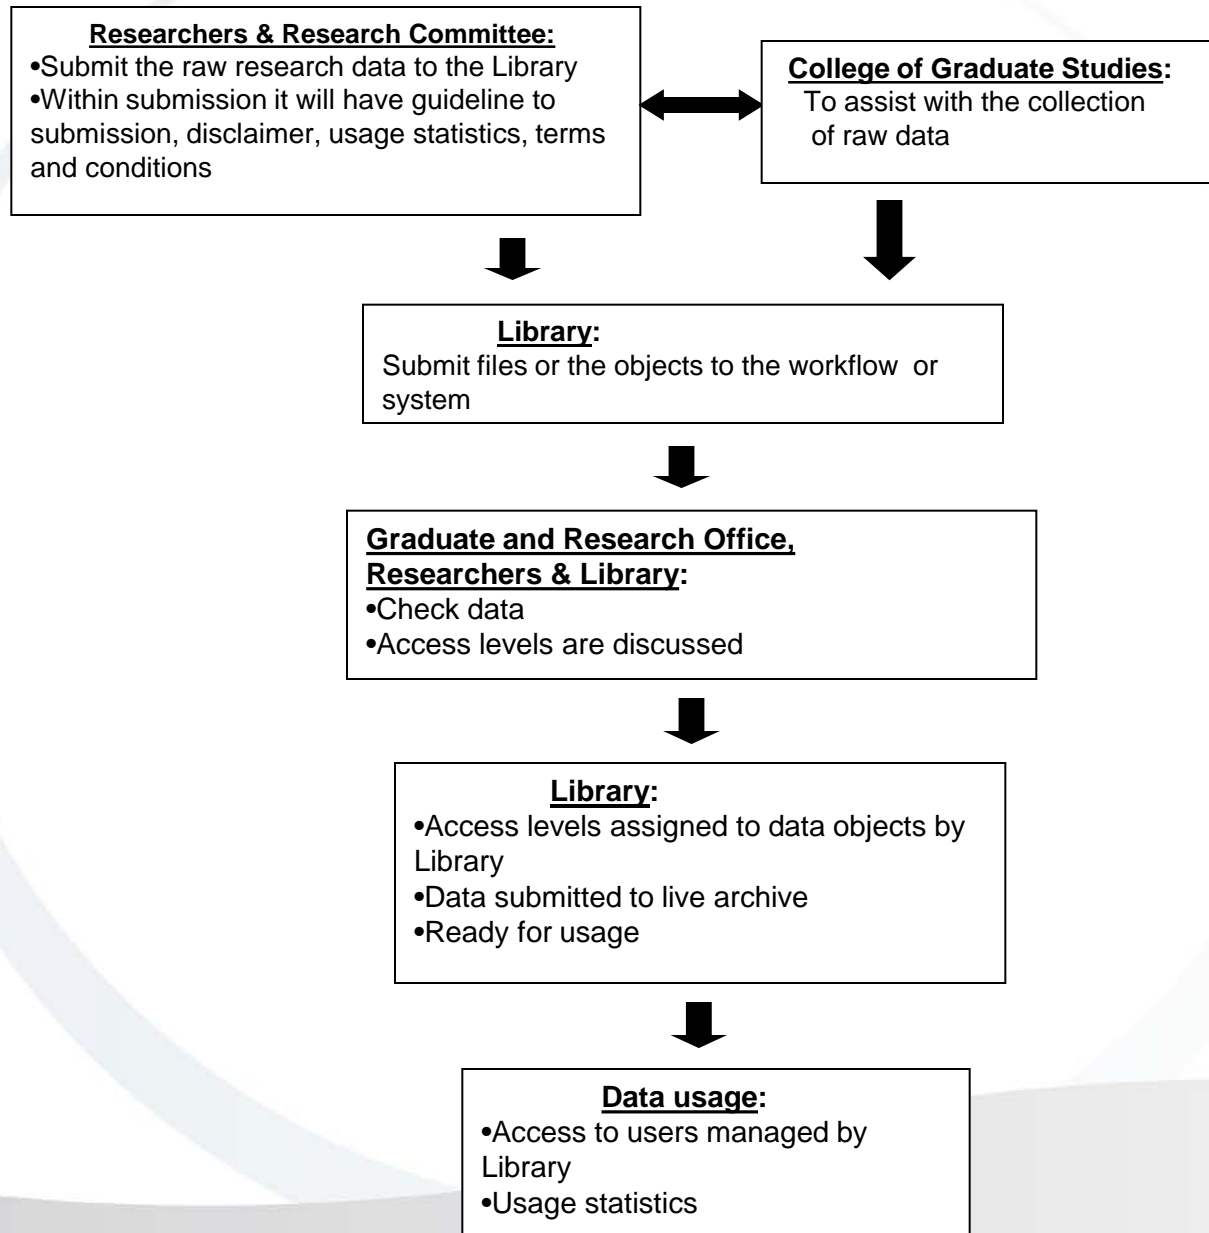 Researchers & Research Committee:
•Submit the raw research data to the Library
•Within submission it will have guideline to
submission, disclaimer, usage statistics, terms
and conditions
College of Graduate Studies:
To assist with the collection
of raw data
Library:
Submit files or the objects to the workflow or
system
Graduate and Research Office,
Researchers & Library:
•Check data
•Access levels are discussed
Library:
•Access levels assigned to data objects by
Library
•Data submitted to live archive
•Ready for usage
Data usage:
•Access to users managed by
Library
•Usage statistics